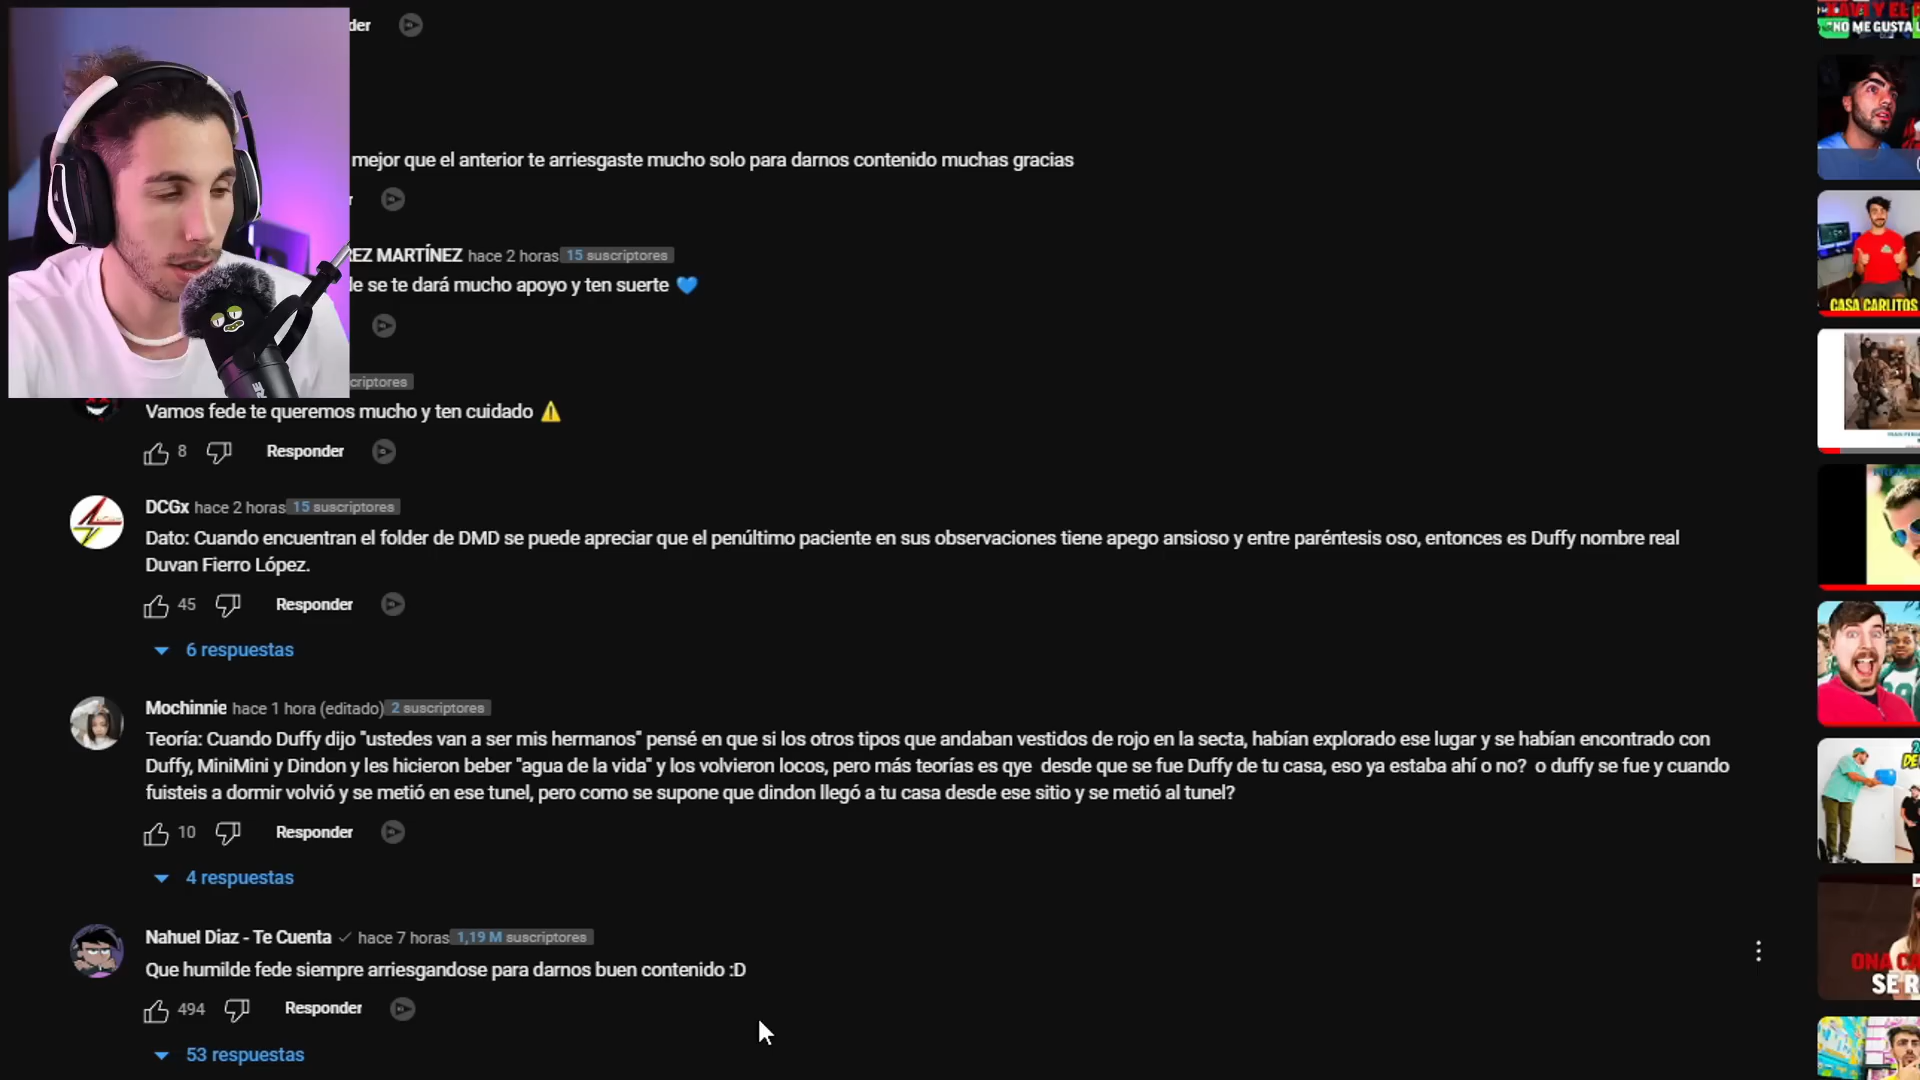 der
XAVI Y EL
"NO ME GUSTA L
mejor que el anterior te arriesgaste mucho solo para darnos contenido muchas gracias
REZ MARTÍNEZ hace 2 horas 15 suscriptores
le se te dará mucho apoyo y ten suerte 💙
CASA CARLITOS
criptores
Vamos fede te queremos mucho y ten cuidado ⚠️
8 Responder
DCGx hace 2 horas 15 suscriptores
Dato: Cuando encuentran el folder de DMD se puede apreciar que el penúltimo paciente en sus observaciones tiene apego ansioso y entre paréntesis oso, entonces es Duffy nombre real
Duvan Fierro López.
45 Responder
6 respuestas
Mochinnie hace 1 hora (editado) 2 suscriptores
Teoría: Cuando Duffy dijo "ustedes van a ser mis hermanos" pensé en que si los otros tipos que andaban vestidos de rojo en la secta, habían explorado ese lugar y se habían encontrado con
Duffy, MiniMini y Dindon y les hicieron beber "agua de la vida" y los volvieron locos, pero más teorías es qye desde que se fue Duffy de tu casa, eso ya estaba ahí o no? o duffy se fue y cuando
fuisteis a dormir volvió y se metió en ese tunel, pero como se supone que dindon llegó a tu casa desde ese sitio y se metió al tunel?
10 Responder
4 respuestas
Nahuel Diaz - Te Cuenta hace 7 horas 1,19 M suscriptores
Que humilde fede siempre arriesgandose para darnos buen contenido :D
ONA CA
SE R
494 Responder
53 respuestas